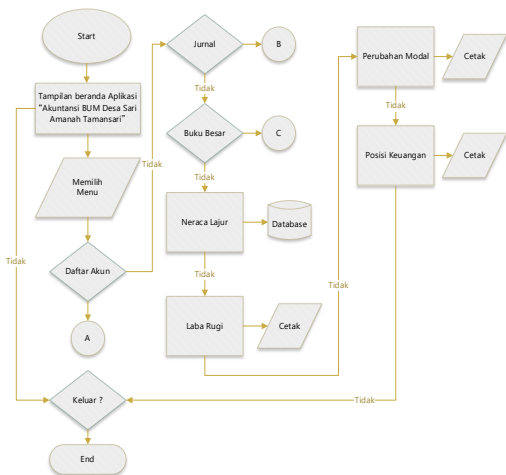 Start
Tampilan beranda Aplikasi
"Akuntansi BUM Desa Sari
Amanah Tamansari"
Memilih
Menu
Daftar Akun
A
Tidak
Tidak
Keluar ?
End
Jurnal
B
Tidak
Buku Besar
C
Tidak
Neraca Lajur
Database
Tidak
Laba Rugi
Cetak
Tidak
Perubahan Modal
Cetak
Tidak
Posisi Keuangan
Cetak
Tidak